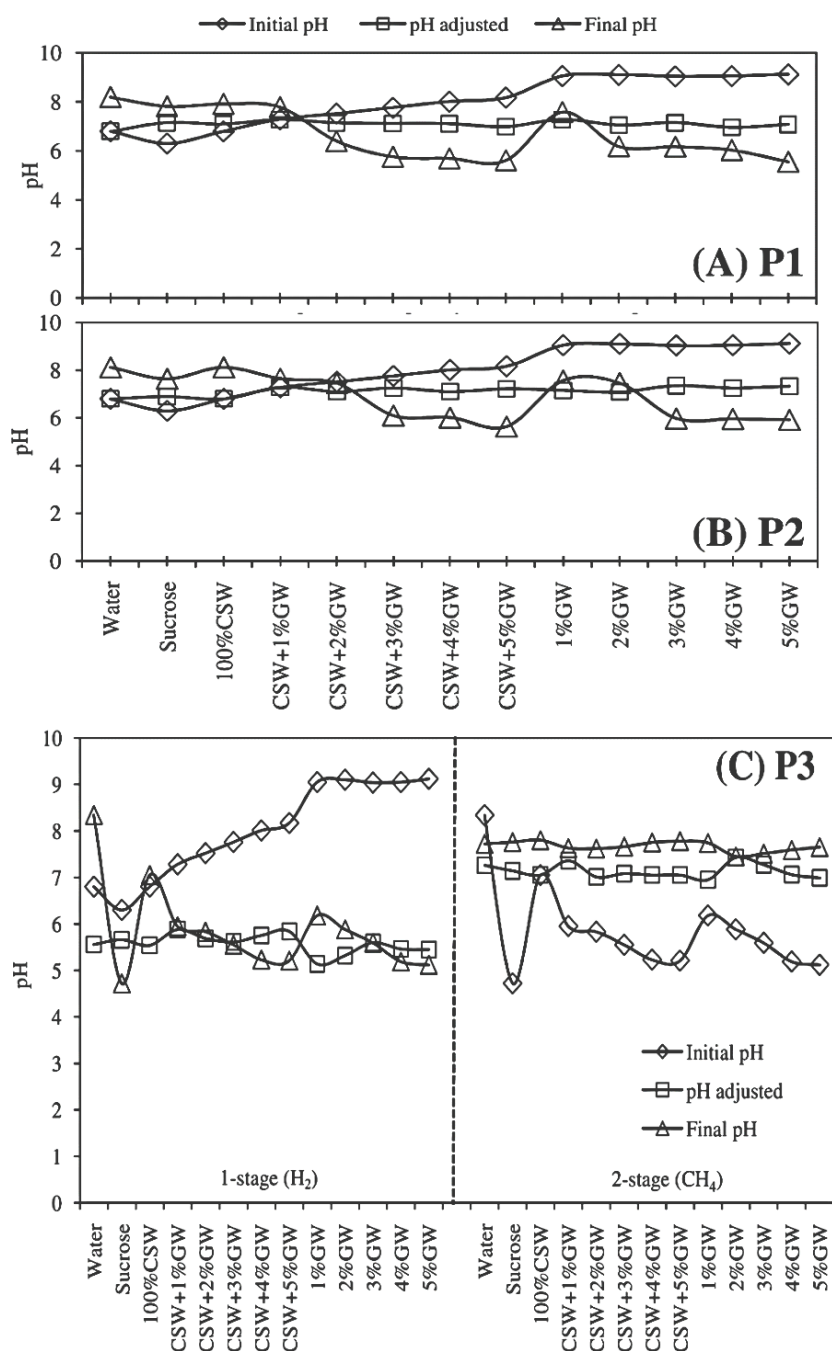 Initial pH pH adjusted Final pH
10
8
6
4
2
0
pH
(A) P1
10
8
6
4
2
0
pH
(B) P2
Water
Sucrose
100%CSW
CSW+1%GW
CSW+2%GW
CSW+3%GW
CSW+4%GW
CSW+5%GW
1%GW
2%GW
3%GW
4%GW
5%GW
10
9
8
7
6
5
4
3
2
1
0
pH
(C) P3
Initial pH
pH adjusted
Final pH
1-stage (H₂)
2-stage (CH₄)
Water
Sucrose
100%CSW
CSW+1%GW
CSW+2%GW
CSW+3%GW
CSW+4%GW
CSW+5%GW
1%GW
2%GW
3%GW
4%GW
5%GW
Water
Sucrose
100%CSW
CSW+1%GW
CSW+2%GW
CSW+3%GW
CSW+4%GW
CSW+5%GW
1%GW
2%GW
3%GW
4%GW
5%GW